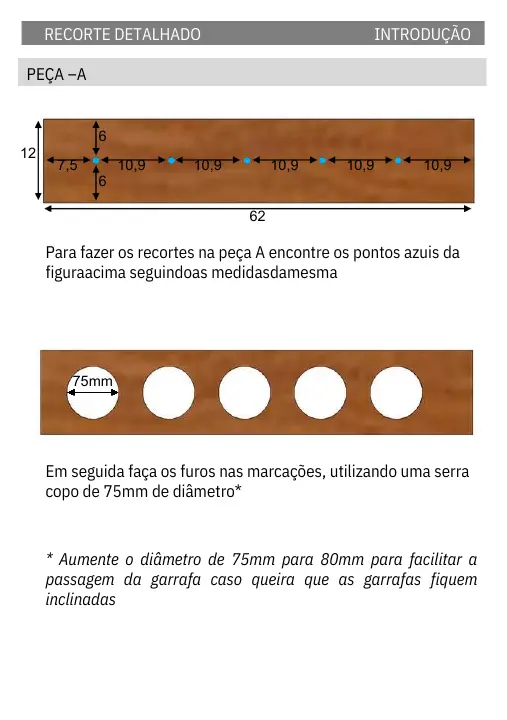 RECORTE DETALHADO INTRODUÇÃO
PEÇA –A
6
12
7,5 10,9 10,9 10,9 10,9 10,9
6
62
Para fazer os recortes na peça A encontre os pontos azuis da
figuraacima seguindoas medidasdamesma
75mm
Em seguida faça os furos nas marcações, utilizando uma serra
copo de 75mm de diâmetro*
* Aumente o diâmetro de 75mm para 80mm para facilitar a
passagem da garrafa caso queira que as garrafas fiquem
inclinadas